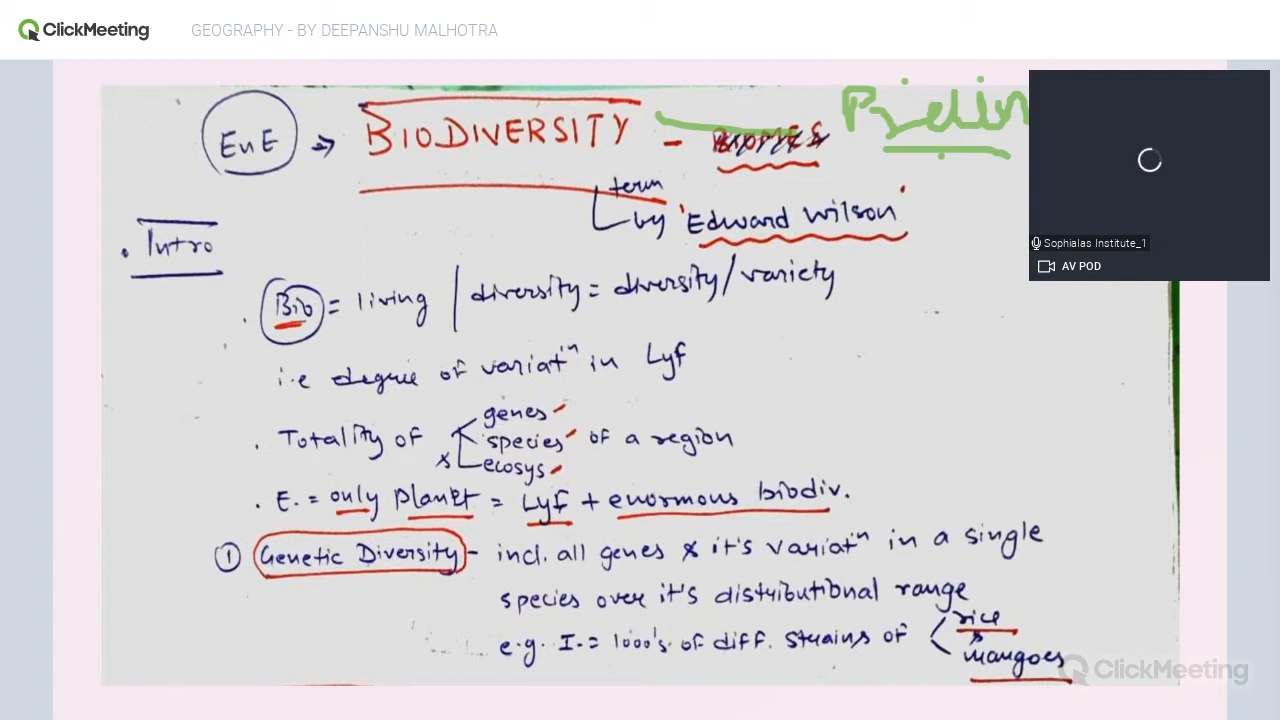 ClickMeeting
GEOGRAPHY - BY DEEPANSHU MALHOTRA
EnE → BIODIVERSITY - BIOMES
Prelim
term
by 'Edward Wilson'
• Intro
• Bio = living | diversity = diversity/variety
i.e degree of variatⁿ in Lyf
• Totality of genes
& species of a region
ecosys
• E. = only planet = Lyf + enormous biodiv.
① Genetic Diversity - incl. all genes & it's variatⁿ in a single
species over it's distributional range
e.g. I. = 1000's of diff. strains of rice
&
mangoes
Sophialas Institute_1
AV POD
ClickMeeting